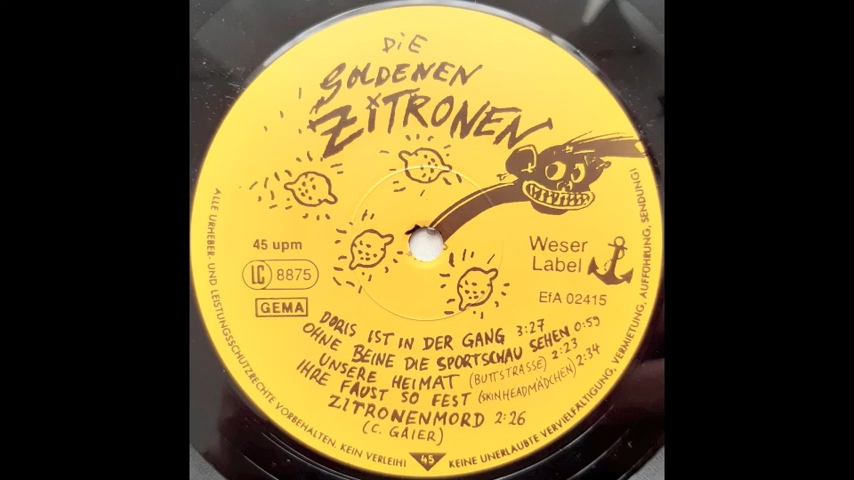 DiE
GOLDENEN
ZiTRONEN
45 upm
LC 8875
GEMA
Weser
Label
EfA 02415
DORIS IST IN DER GANG 3:27
OHNE BEINE DIE SPORTSCHAU SEHEN 0:59
UNSERE HEIMAT (BUTTSTRASSE) 2:23
IHRE FAUST SO FEST (SKINHEADMÄDCHEN) 2:34
ZITRONENMORD 2:26
(C. GAIER)
ALLE URHEBER- UND LEISTUNGSSCHUTZRECHTE VORBEHALTEN. KEIN VERLEIH! 45 KEINE UNERLAUBTE VERVIELFÄLTIGUNG, VERMIETUNG, AUFFÜHRUNG, SENDUNG!